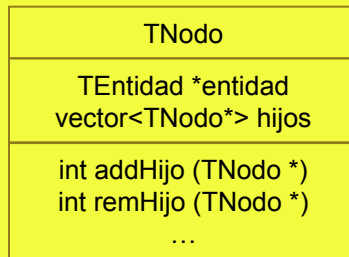 TNodo
TEntidad *entidad
vector<TNodo*> hijos
int addHijo (TNodo *)
int remHijo (TNodo *)
…